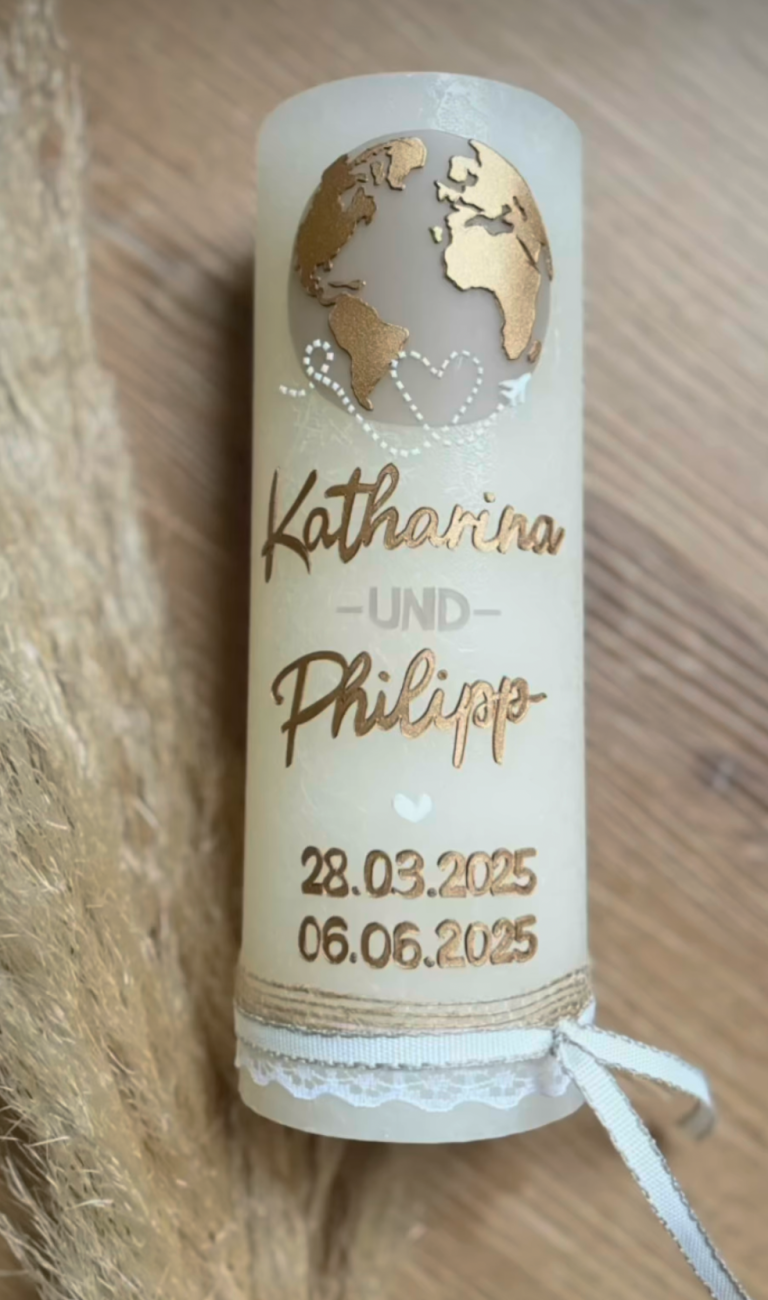 Katharina
-UND-
Philipp
28.03.2025
06.06.2025